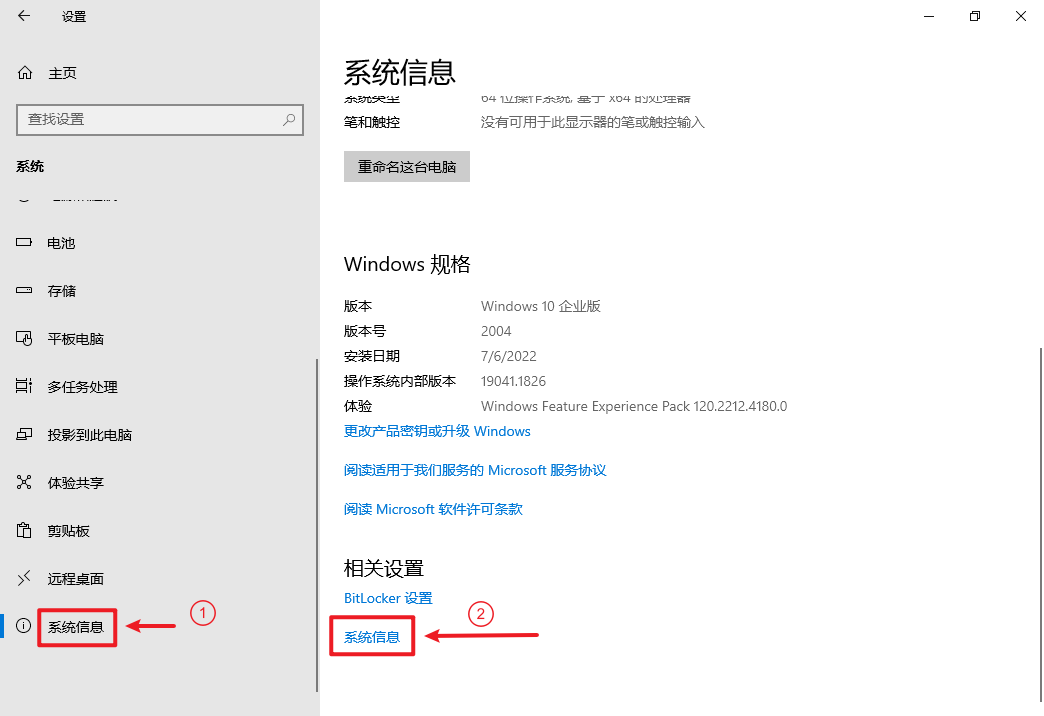 设置
主页
查找设置
系统
电池
存储
平板电脑
多任务处理
投影到此电脑
体验共享
剪贴板
远程桌面
系统信息
1
系统信息
系统类型 64 位操作系统, 基于 x64 的处理器
笔和触控 没有可用于此显示器的笔或触控输入
重命名这台电脑
Windows 规格
版本 Windows 10 企业版
版本号 2004
安装日期 7/6/2022
操作系统内部版本 19041.1826
体验 Windows Feature Experience Pack 120.2212.4180.0
更改产品密钥或升级 Windows
阅读适用于我们服务的 Microsoft 服务协议
阅读 Microsoft 软件许可条款
相关设置
BitLocker 设置
系统信息
2